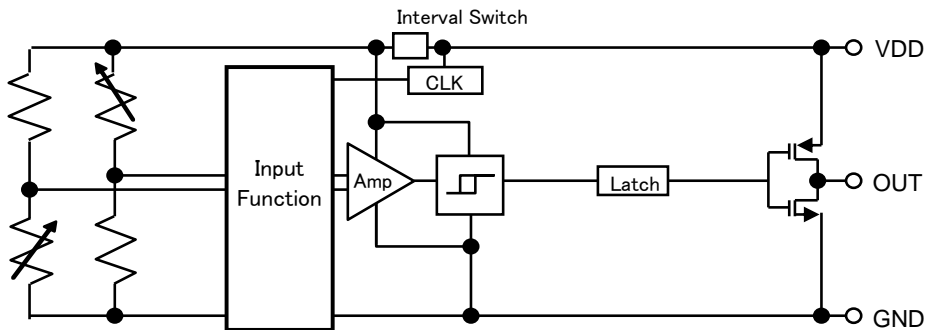 Interval Switch
VDD
CLK
Input
Function
Amp
Latch
OUT
GND